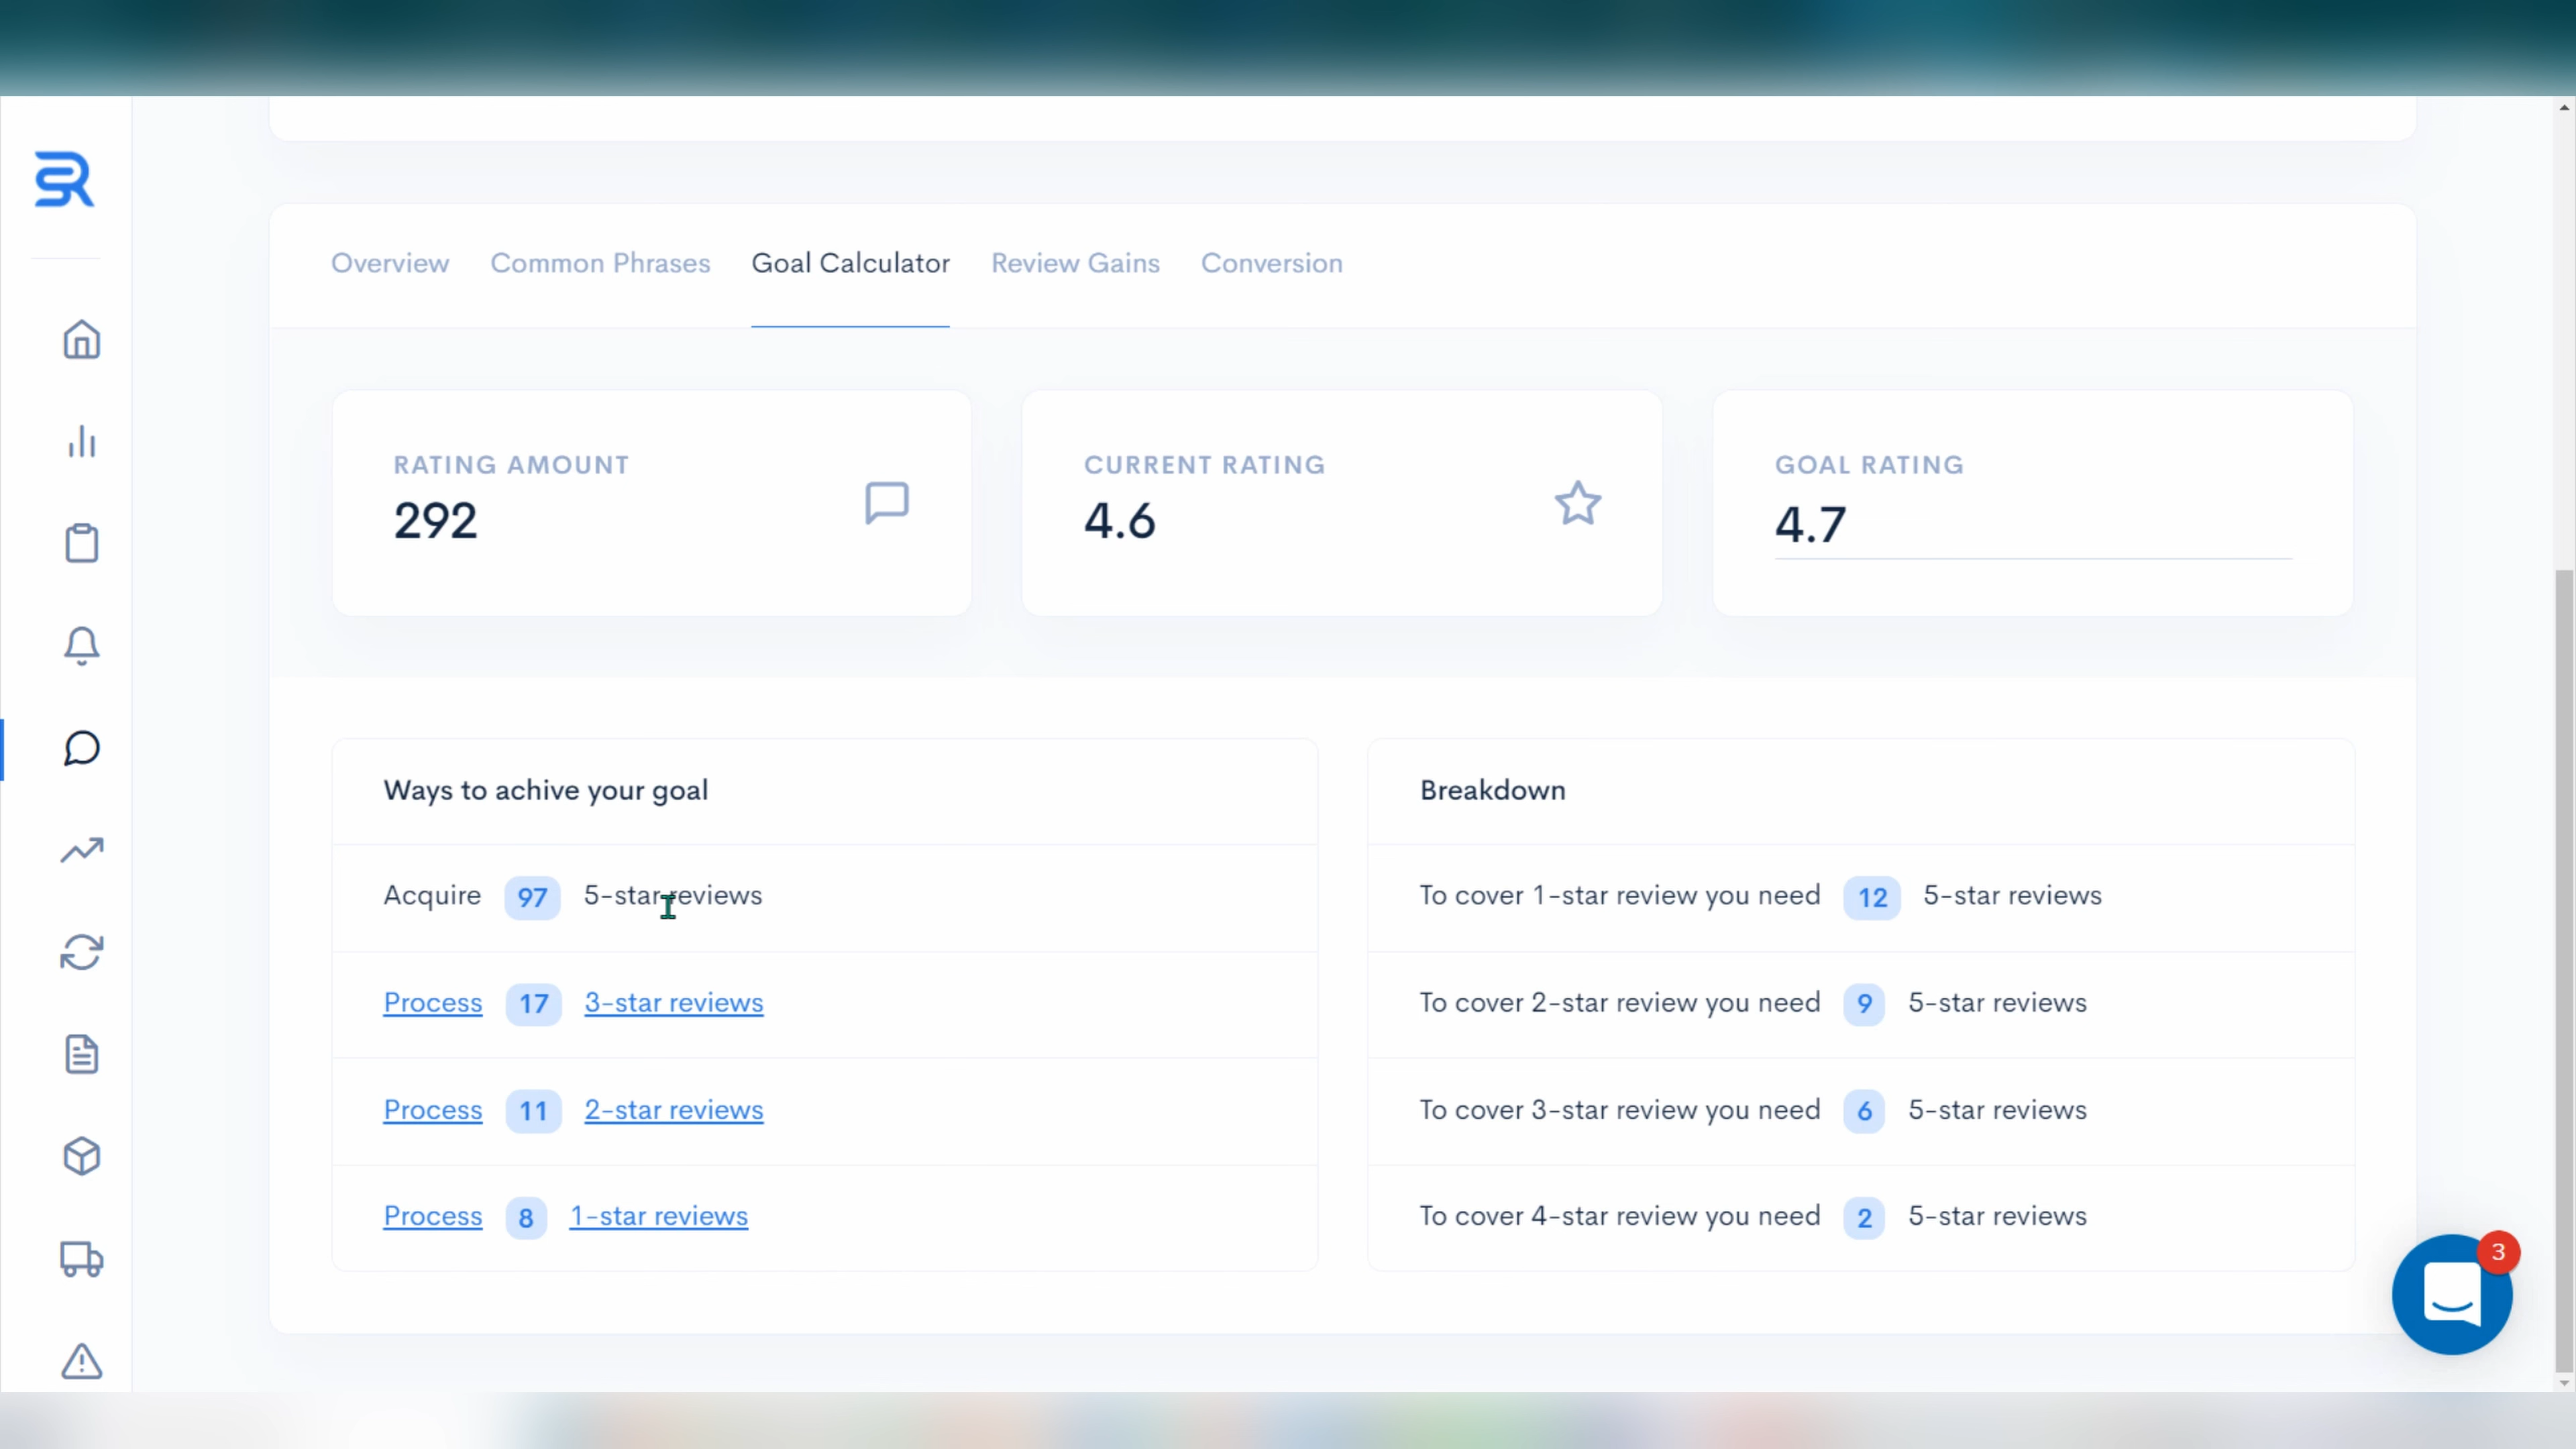 SR
Overview Common Phrases Goal Calculator Review Gains Conversion
RATING AMOUNT
292
CURRENT RATING
4.6
GOAL RATING
4.7
Ways to achive your goal
Acquire 97 5-star reviews
Process 17 3-star reviews
Process 11 2-star reviews
Process 8 1-star reviews
Breakdown
To cover 1-star review you need 12 5-star reviews
To cover 2-star review you need 9 5-star reviews
To cover 3-star review you need 6 5-star reviews
To cover 4-star review you need 2 5-star reviews
3